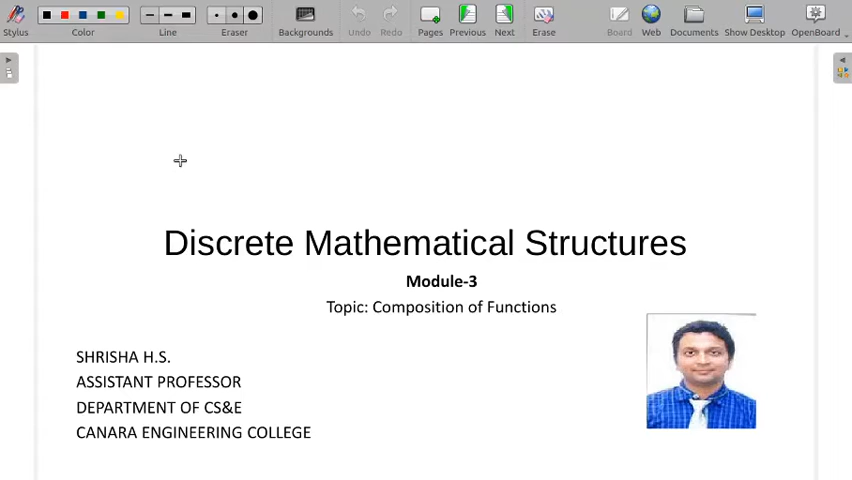 Stylus Color Line Eraser Backgrounds Undo Redo Pages Previous Next Erase Board Web Documents Show Desktop OpenBoard
Discrete Mathematical Structures
Module-3
Topic: Composition of Functions
SHRISHA H.S.
ASSISTANT PROFESSOR
DEPARTMENT OF CS&E
CANARA ENGINEERING COLLEGE